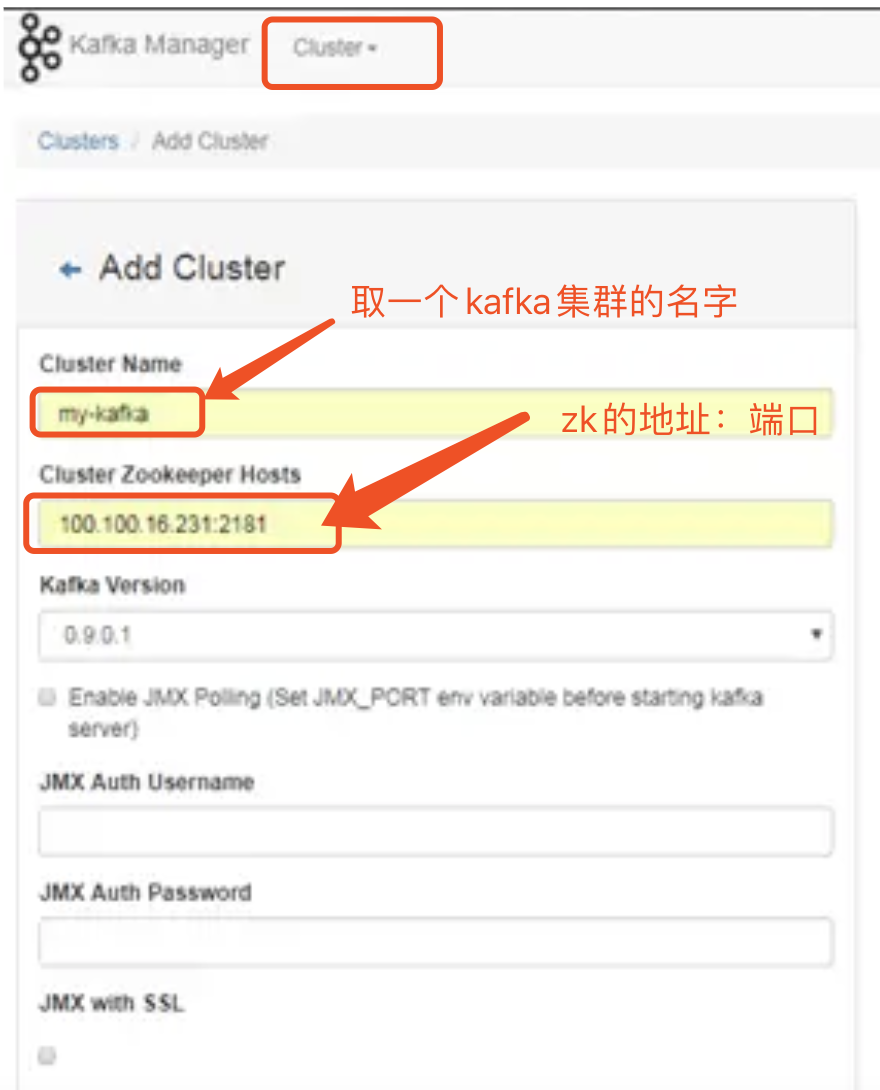 Kafka Manager Cluster
Clusters / Add Cluster
Add Cluster
取一个kafka集群的名字
Cluster Name
my-kafka
zk的地址：端口
Cluster Zookeeper Hosts
100.100.16.231:2181
Kafka Version
0.9.0.1
Enable JMX Polling (Set JMX_PORT env variable before starting kafka
server)
JMX Auth Username
JMX Auth Password
JMX with SSL